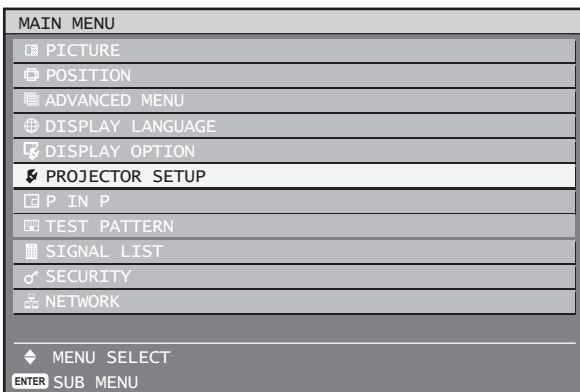 MAIN MENU
PICTURE
POSITION
ADVANCED MENU
DISPLAY LANGUAGE
DISPLAY OPTION
PROJECTOR SETUP
P IN P
TEST PATTERN
SIGNAL LIST
SECURITY
NETWORK
MENU SELECT
ENTER SUB MENU